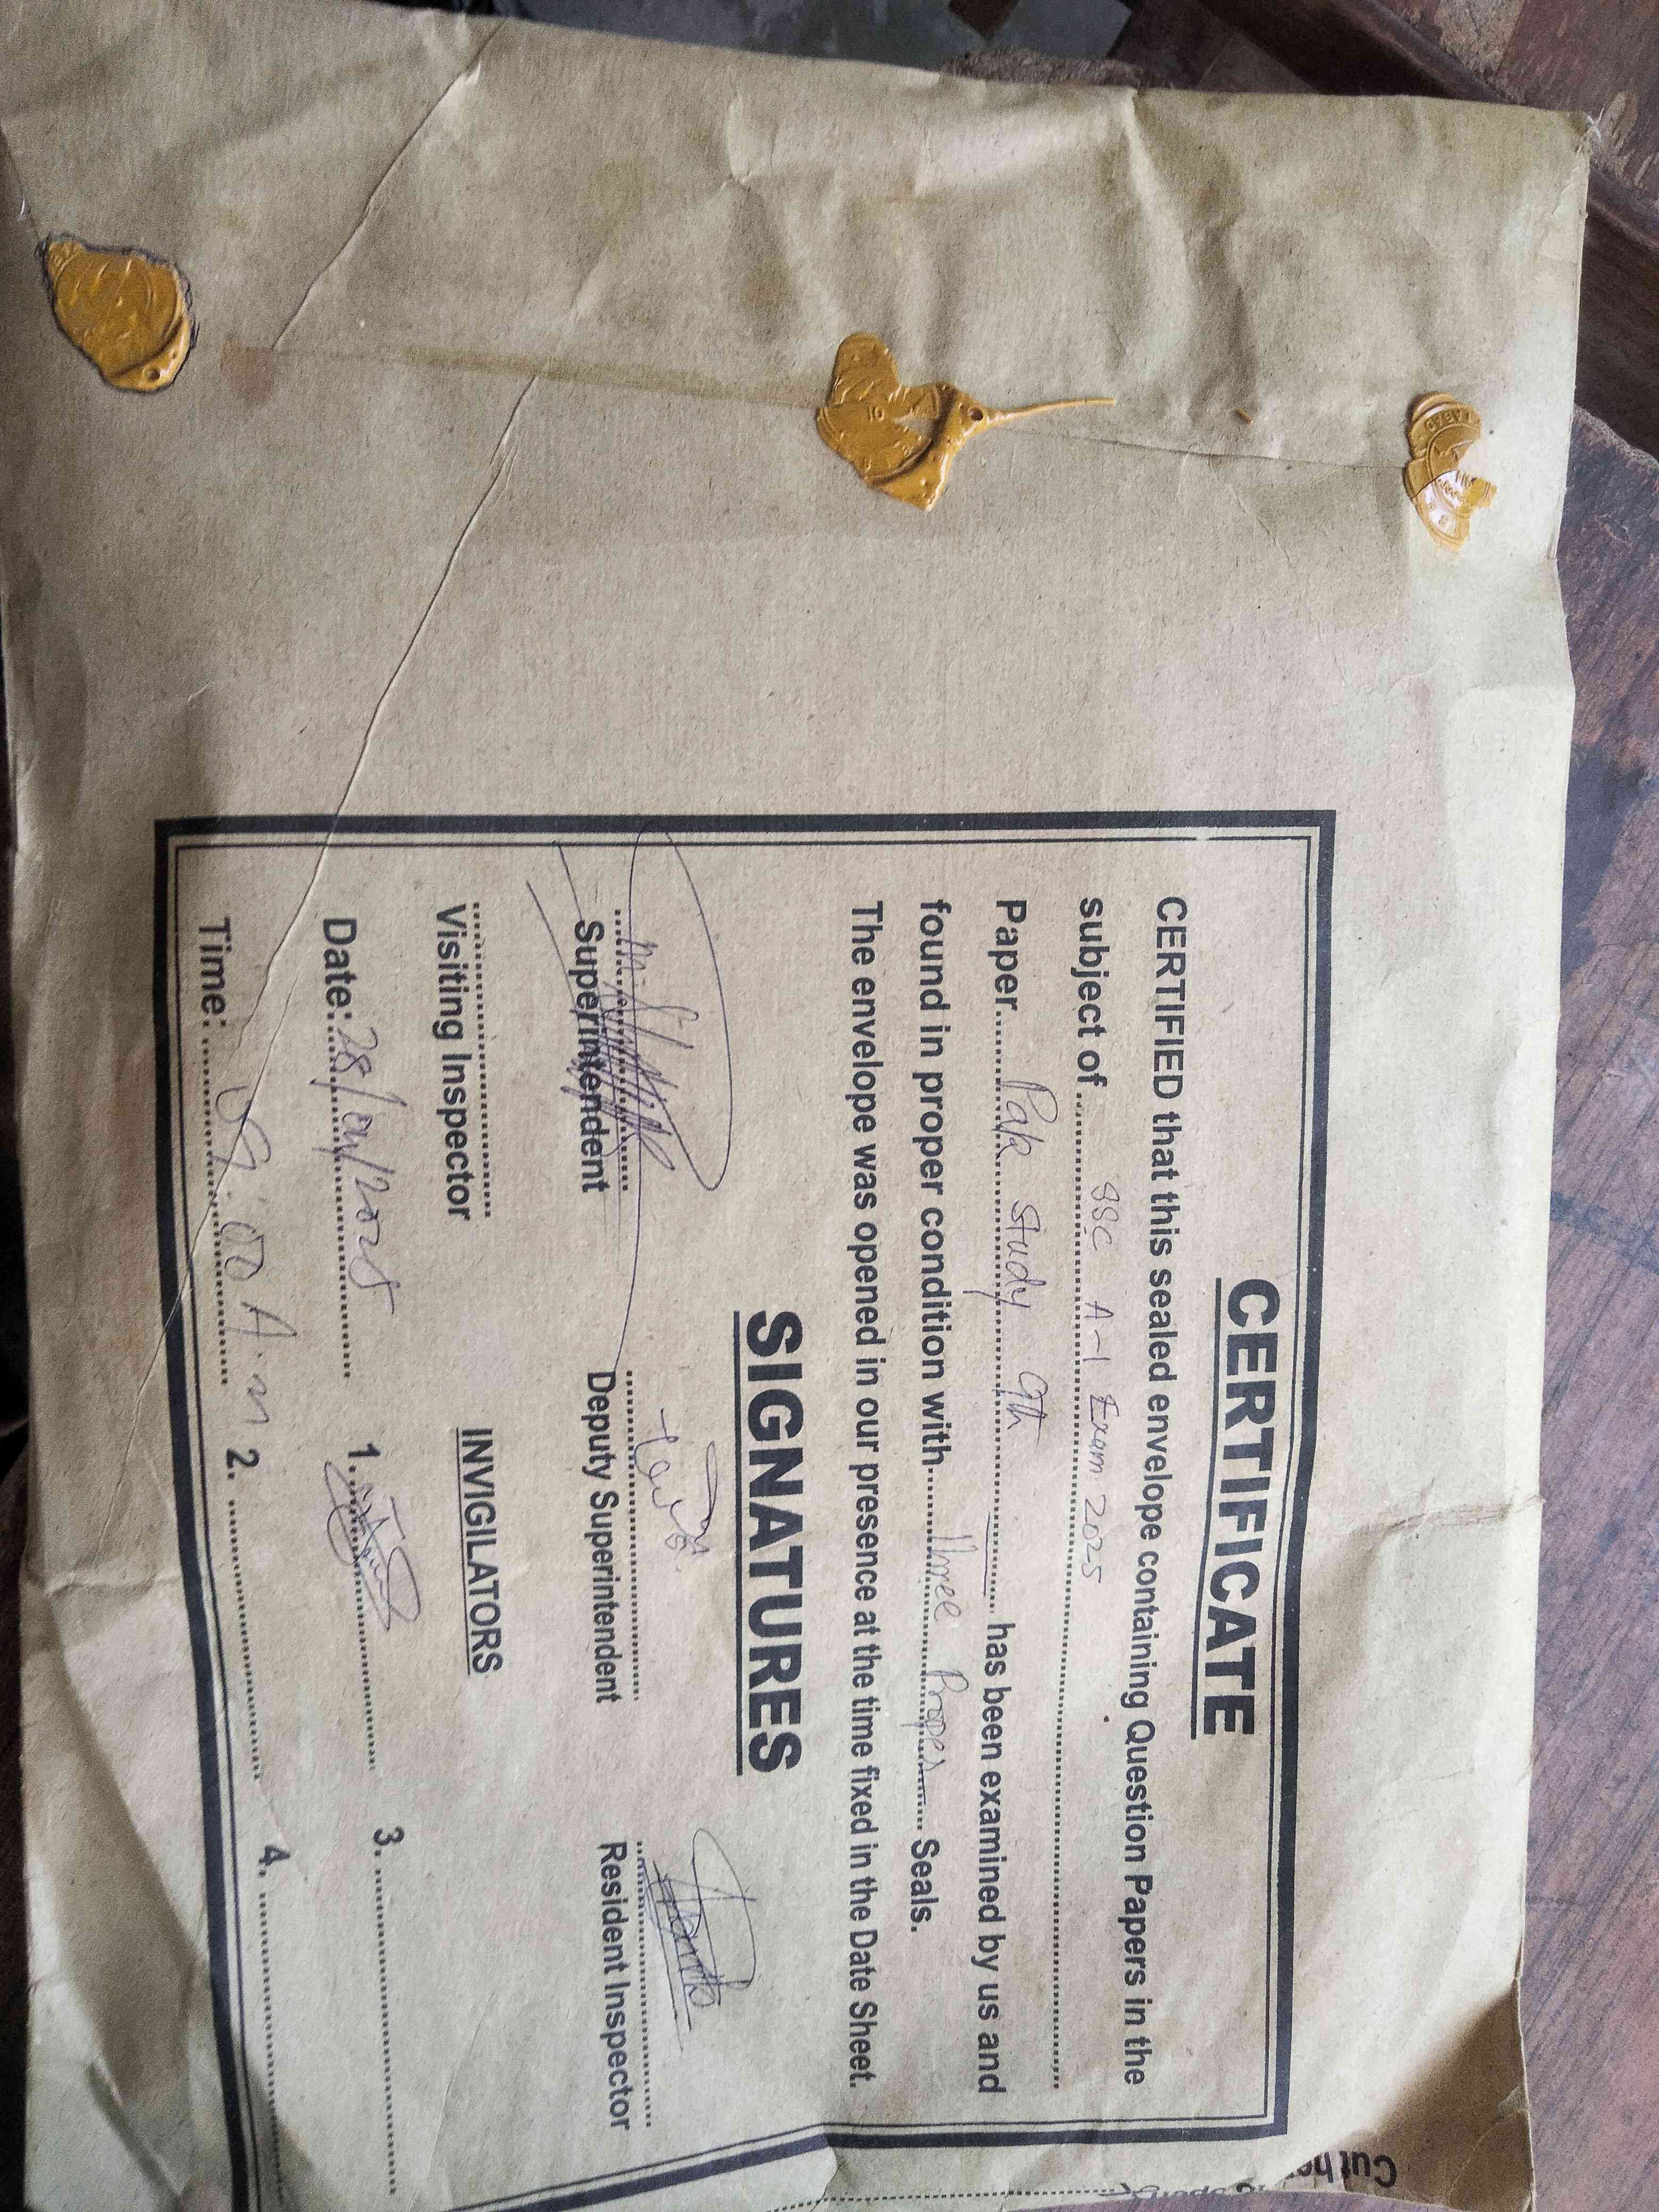 CERTIFICATE
CERTIFIED that this sealed envelope containing Question Papers in the
subject of ........ SSC A-I Exam 2025 ........
Paper...... Pak Study 9th ........ has been examined by us and
found in proper condition with...... Three Proper ...... Seals.
The envelope was opened in our presence at the time fixed in the Date Sheet.
SIGNATURES
Superintendent Deputy Superintendent Resident Inspector
Visiting Inspector INVIGILATORS
Date: 28/04/2025 1. ........ 3. ........
Time: 09:00 A.m 2. ........ 4. ........
Cut